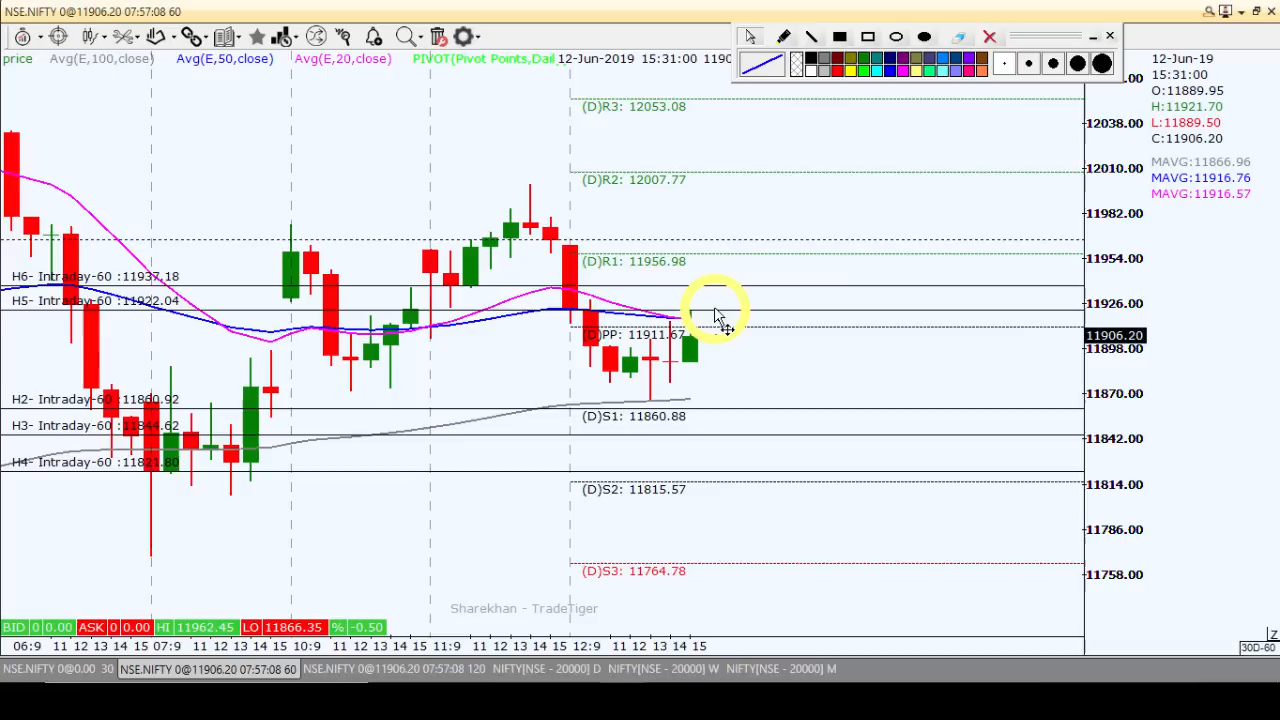 NSE.NIFTY 0@11906.20 07:57:08 60
price Avg(E,100,close) Avg(E,50,close) Avg(E,20,close) PIVOT(Pivot Points,Dail 12-Jun-2019 15:31:00
12-Jun-19
15:31:00
O:11889.95
H:11921.70
L:11889.50
C:11906.20
MAVG:11866.96
MAVG:11916.76
MAVG:11916.57
(D)R3: 12053.08
12038.00
12010.00
(D)R2: 12007.77
11982.00
11954.00
(D)R1: 11956.98
H6- Intraday-60 :11937.18
H5- Intraday-60 :11922.04
11926.00
(D)PP: 11911.67
11906.20
11898.00
11870.00
H2- Intraday-60 :11860.92
(D)S1: 11860.88
H3- Intraday-60 :11844.62
11842.00
H4- Intraday-60 :11821.80
11814.00
(D)S2: 11815.57
11786.00
(D)S3: 11764.78
11758.00
Sharekhan - TradeTiger
BID 0 0.00 ASK 0 0.00 HI 11962.45 LO 11866.35 % -0.50
06:9 11 12 13 14 15 07:9 11 12 13 14 15 10:9 11 12 13 14 15 11:9 11 12 13 14 15 12:9 11 12 13 14 15
Z
30D-60
NSE.NIFTY 0@0.00 30 NSE.NIFTY 0@11906.20 07:57:08 60 NSE.NIFTY 0@11906.20 07:57:08 120 NIFTY[NSE - 20000] D NIFTY[NSE - 20000] W NIFTY[NSE - 20000] M